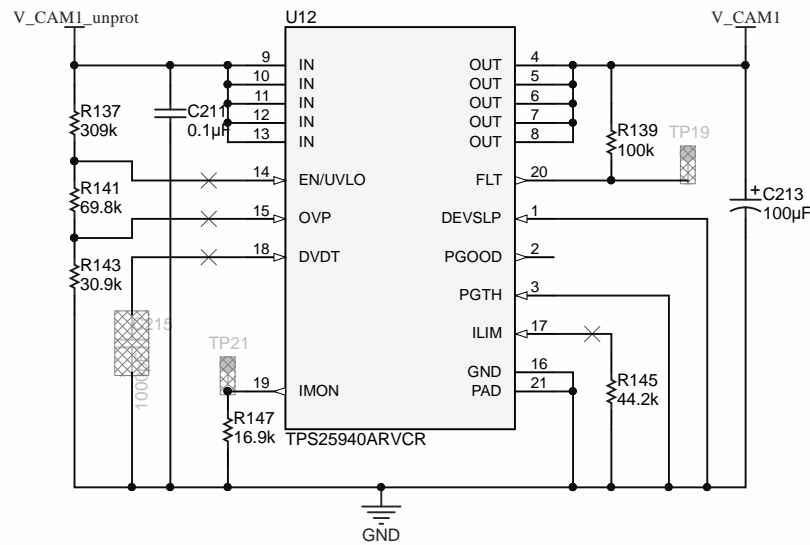 U12
V_CAM1_unprot
V_CAM1
9 IN OUT 4
10 IN OUT 5
11 IN OUT 6
12 IN OUT 7
13 IN OUT 8
R137
309k
C211
0.1µF
R139
100k
TP19
14 EN/UVLO FLT 20
R141
69.8k
15 OVP DEVSLP 1
C213
100µF
+
18 DVDT PGOOD 2
R143
30.9k
PGTH 3
ILIM 17
TP21
GND 16
19 IMON PAD 21
R145
44.2k
R147
16.9k
TPS25940ARVCR
GND